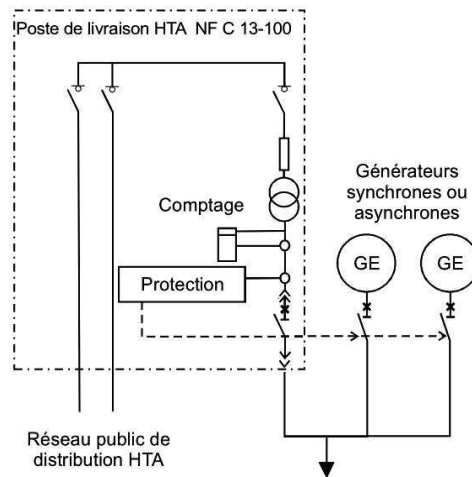 Poste de livraison HTA NF C 13-100
Comptage
Protection
Générateurs
synchrones ou
asynchrones
GE
GE
Réseau public de
distribution HTA